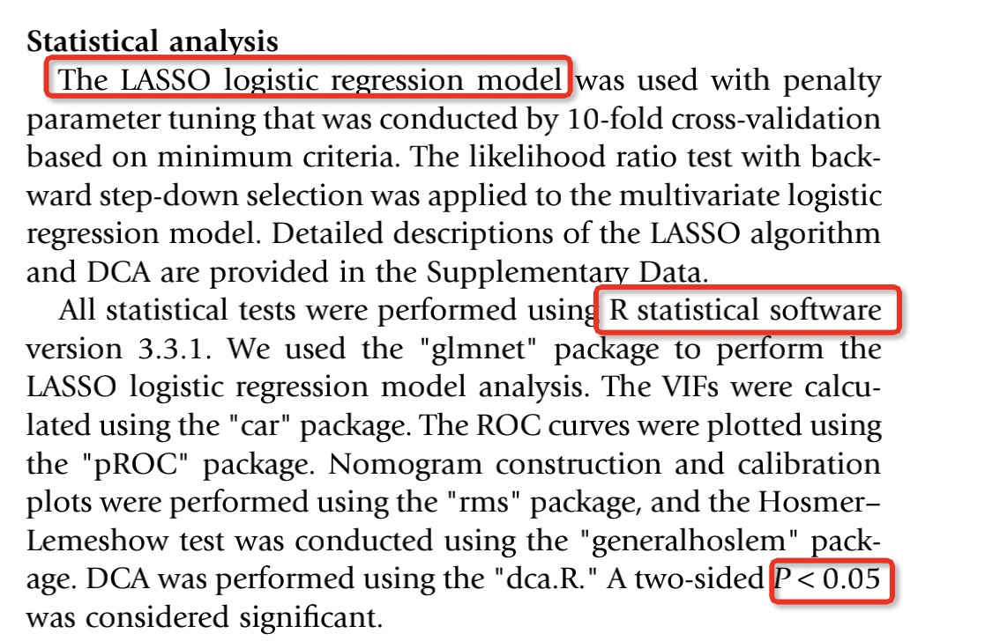 Statistical analysis
The LASSO logistic regression model was used with penalty
parameter tuning that was conducted by 10-fold cross-validation
based on minimum criteria. The likelihood ratio test with back-
ward step-down selection was applied to the multivariate logistic
regression model. Detailed descriptions of the LASSO algorithm
and DCA are provided in the Supplementary Data.
All statistical tests were performed using R statistical software
version 3.3.1. We used the "glmnet" package to perform the
LASSO logistic regression model analysis. The VIFs were calcu-
lated using the "car" package. The ROC curves were plotted using
the "pROC" package. Nomogram construction and calibration
plots were performed using the "rms" package, and the Hosmer–
Lemeshow test was conducted using the "generalhoslem" pack-
age. DCA was performed using the "dca.R." A two-sided P < 0.05
was considered significant.